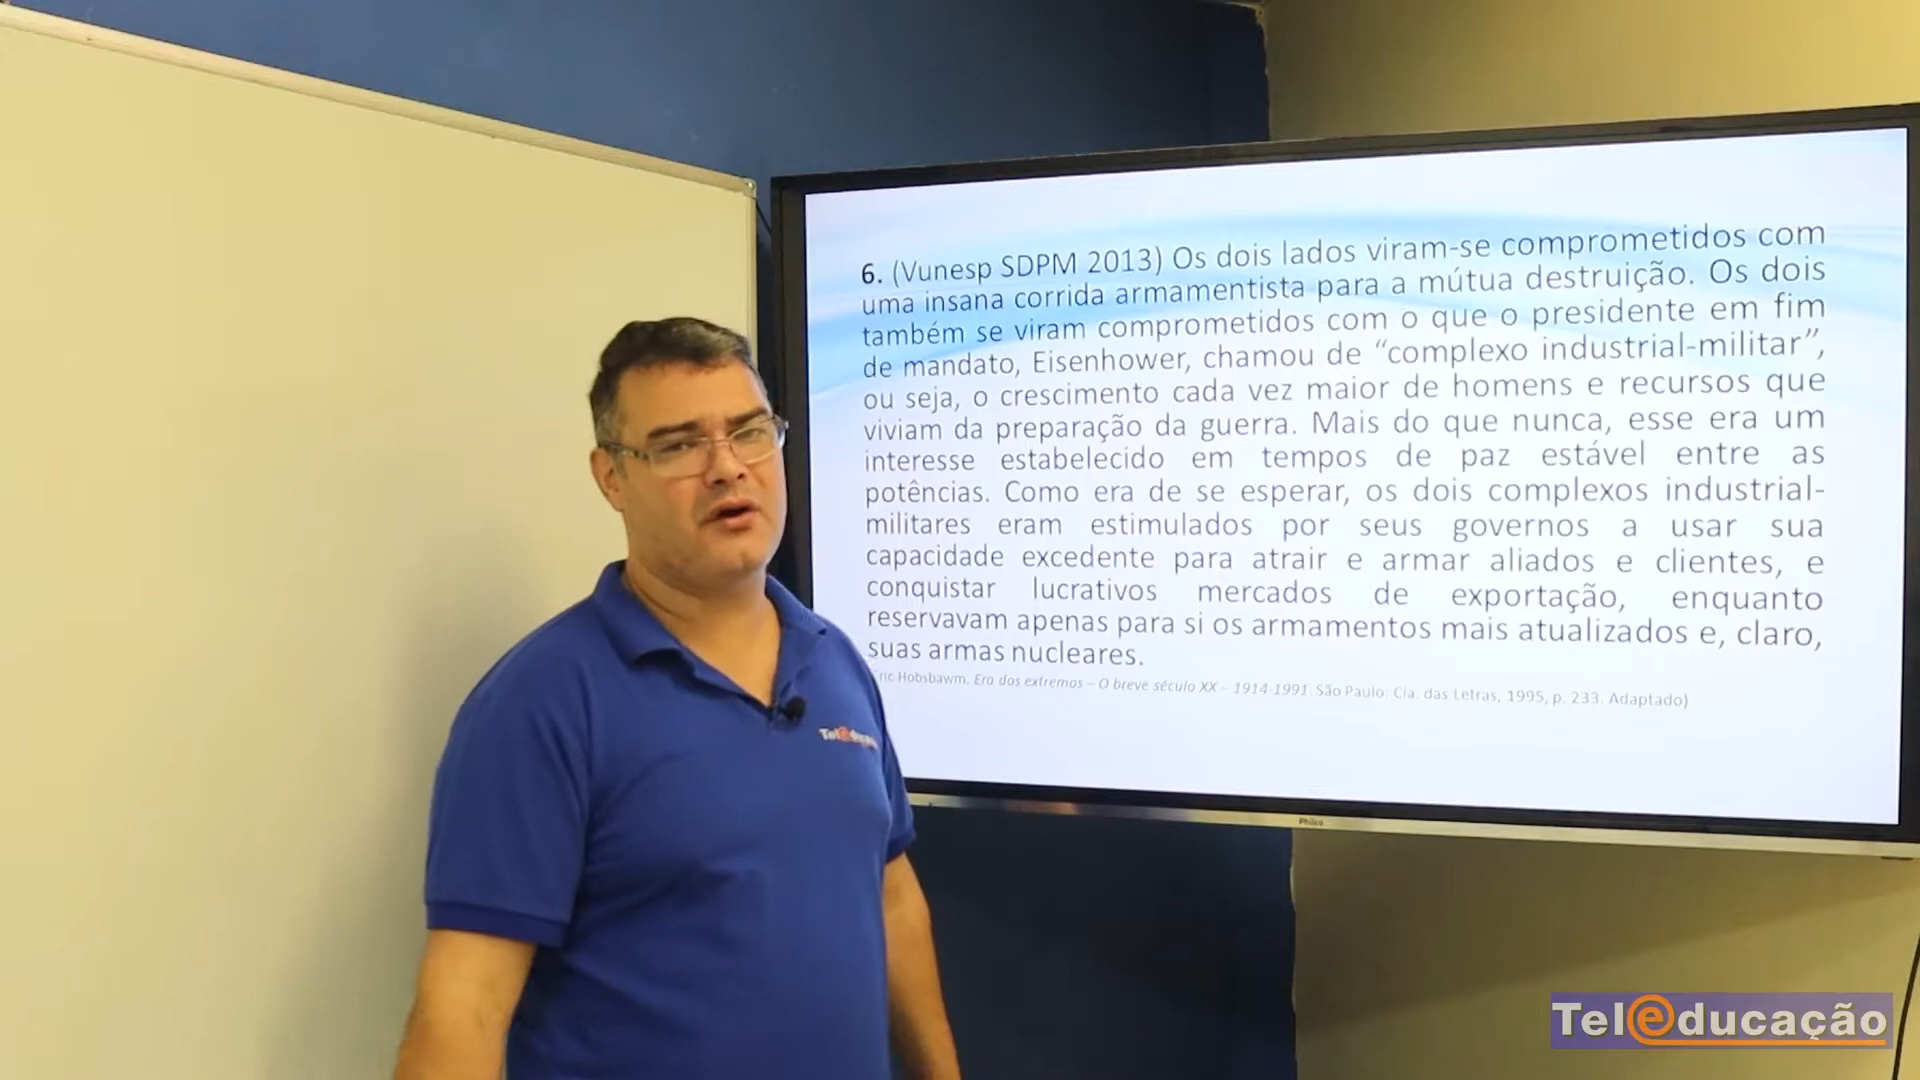 6. (Vunesp SDPM 2013) Os dois lados viram-se comprometidos com
uma insana corrida armamentista para a mútua destruição. Os dois
também se viram comprometidos com o que o presidente em fim
de mandato, Eisenhower, chamou de “complexo industrial-militar”,
ou seja, o crescimento cada vez maior de homens e recursos que
viviam da preparação da guerra. Mais do que nunca, esse era um
interesse estabelecido em tempos de paz estável entre as
potências. Como era de se esperar, os dois complexos industrial-
militares eram estimulados por seus governos a usar sua
capacidade excedente para atrair e armar aliados e clientes, e
conquistar lucrativos mercados de exportação, enquanto
reservavam apenas para si os armamentos mais atualizados e, claro,
suas armas nucleares.
Eric Hobsbawm. Era dos extremos – O breve século XX – 1914-1991. São Paulo: Cia. das Letras, 1995, p. 233. Adaptado)
Philco
Teleducação